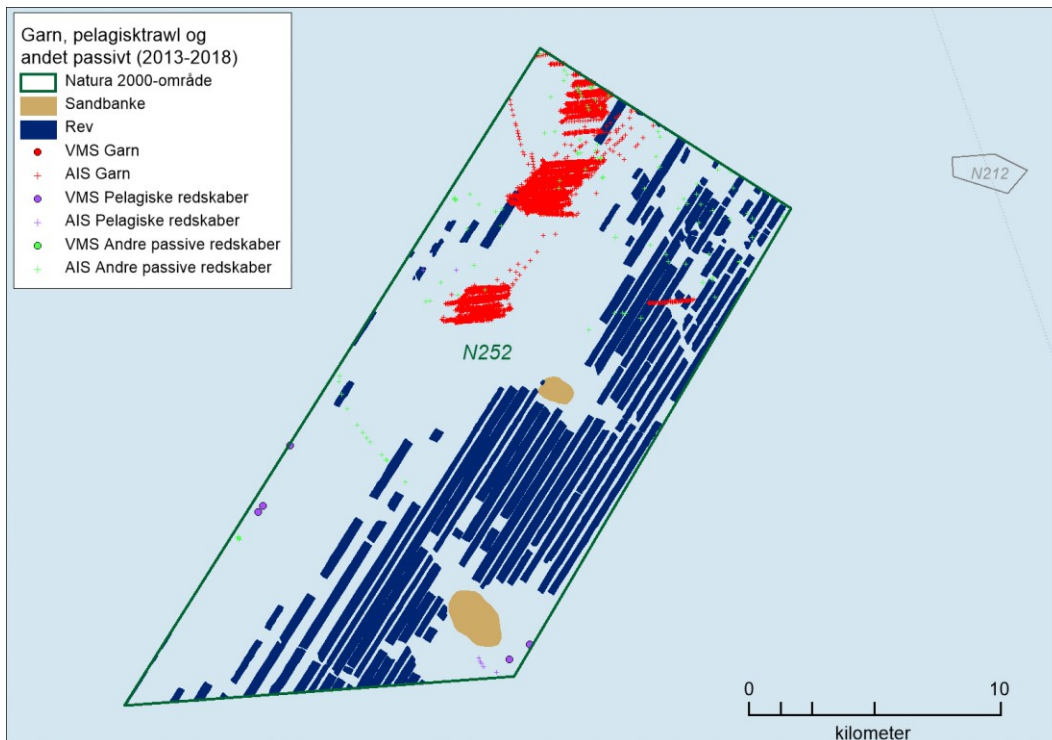 Garn, pelagisktrawl og
andet passivt (2013-2018)
Natura 2000-område
Sandbanke
Rev
VMS Garn
AIS Garn
VMS Pelagiske redskaber
AIS Pelagiske redskaber
VMS Andre passive redskaber
AIS Andre passive redskaber
N212
N252
0 10
kilometer